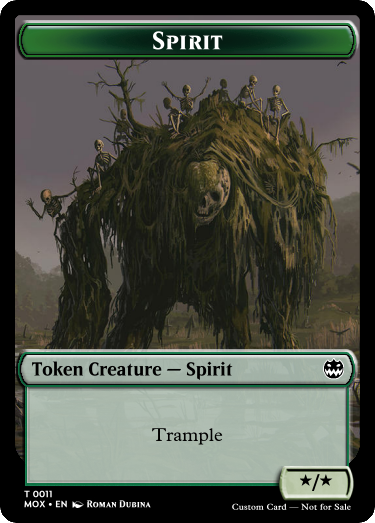 Spirit
Token Creature — Spirit
Trample
★/★
T 0011
MOX • EN Roman Dubina
Custom Card — Not for Sale